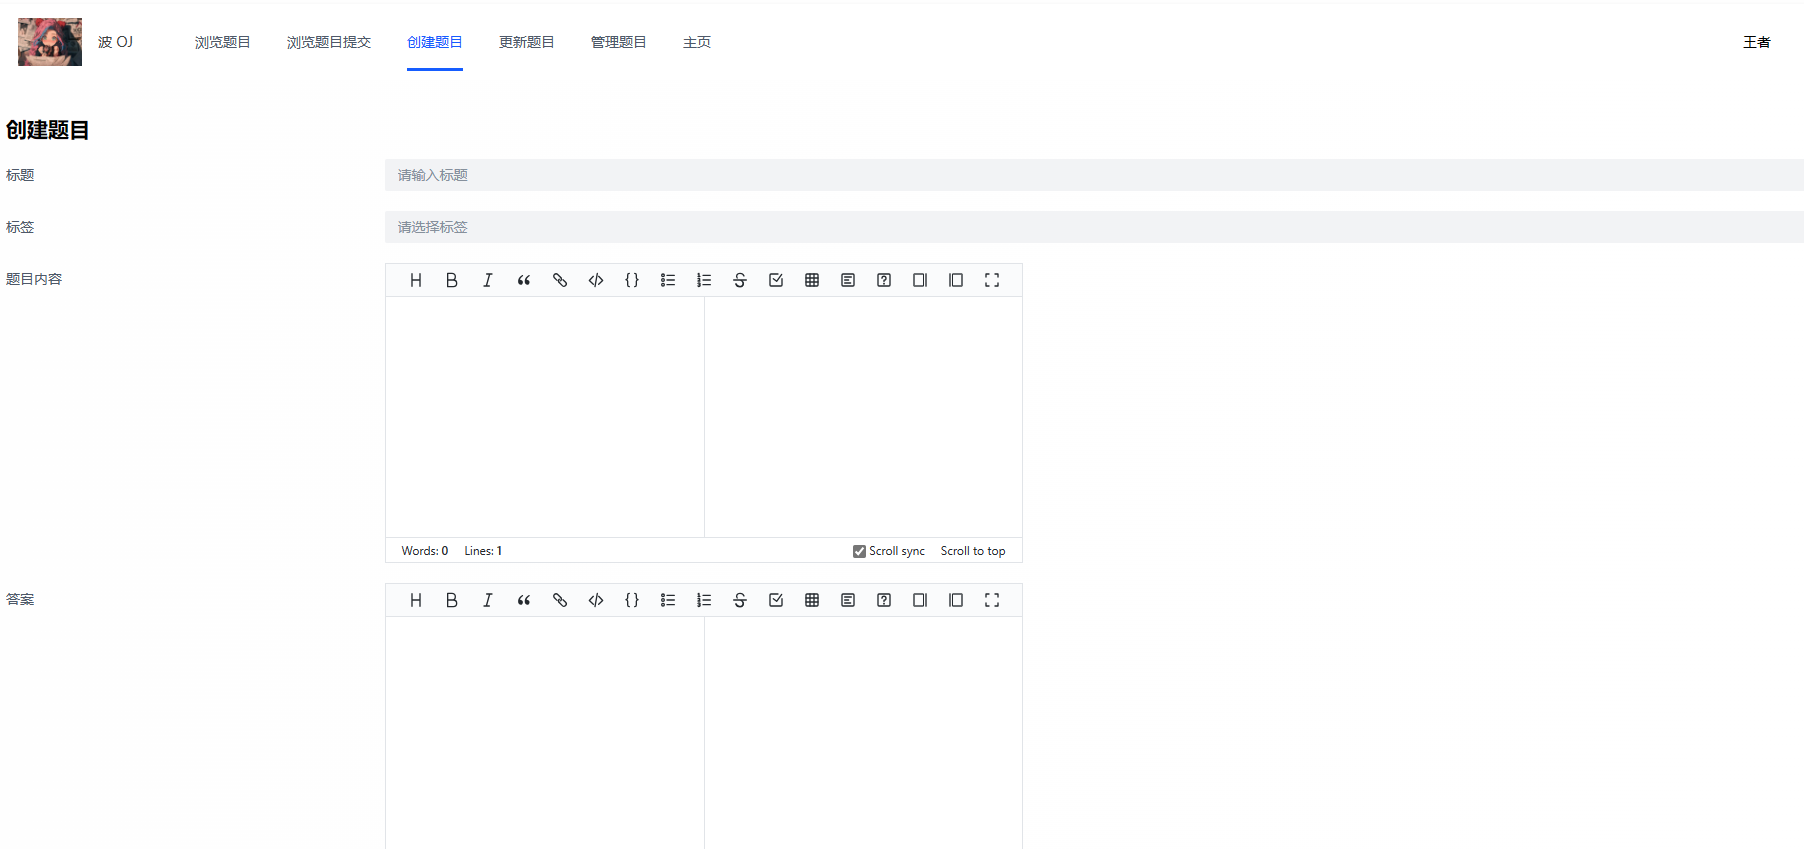 波 OJ 浏览题目 浏览题目提交 创建题目 更新题目 管理题目 主页 王者
创建题目
标题 请输入标题
标签 请选择标签
题目内容
Words: 0 Lines: 1 Scroll sync Scroll to top
答案